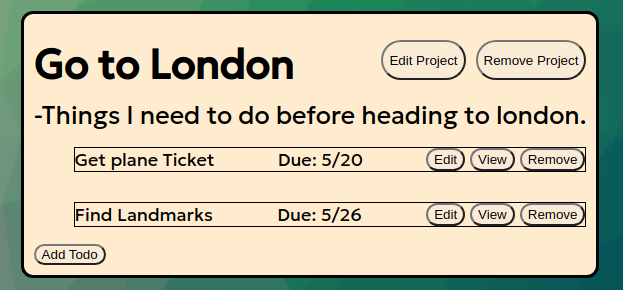 Go to London Edit Project Remove Project
-Things I need to do before heading to london.
Get plane Ticket Due: 5/20 Edit View Remove
Find Landmarks Due: 5/26 Edit View Remove
Add Todo